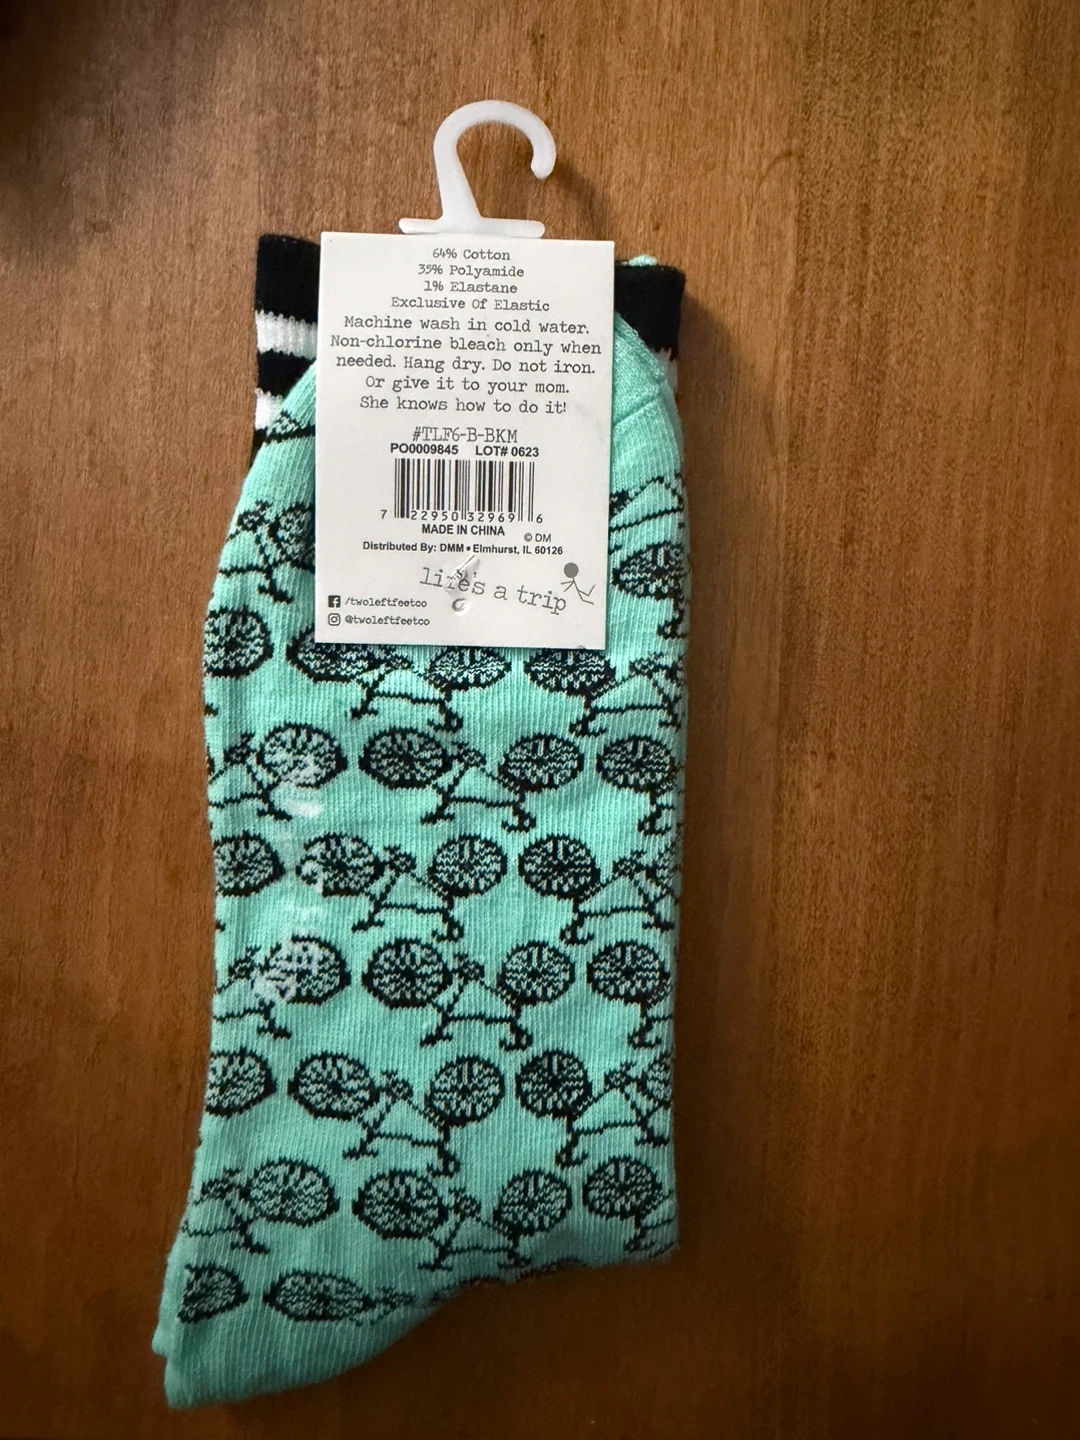 64% Cotton
35% Polyamide
1% Elastane
Exclusive Of Elastic
Machine wash in cold water.
Non-chlorine bleach only when
needed. Hang dry. Do not iron.
Or give it to your mom.
She knows how to do it!
#TLF6-B-BKM
PO0009845 LOT# 0623
7 22950 32969 6
MADE IN CHINA
© DM
Distributed By: DMM • Elmhurst, IL 60126
life's a trip
/twoleftfeetco
@twoleftfeetco